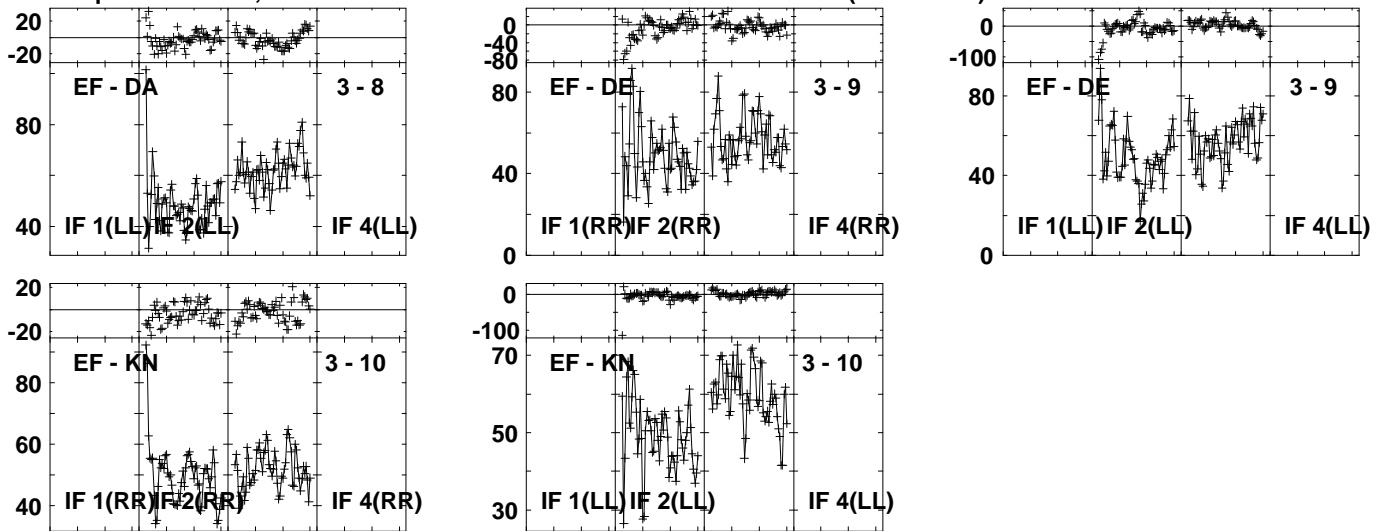 20
-20
EF - DA 3 - 8
80
40
IF 1(LL) IF 2(LL) IF 4(LL)
0
-40
-80
EF - DE 3 - 9
80
40
IF 1(RR) IF 2(RR) IF 4(RR)
0
0
-100
EF - DE 3 - 9
80
40
IF 1(LL) IF 2(LL) IF 4(LL)
0
20
-20
EF - KN 3 - 10
80
60
40
IF 1(RR) IF 2(RR) IF 4(RR)
0
-100
EF - KN 3 - 10
70
50
30
IF 1(LL) IF 2(LL) IF 4(LL)